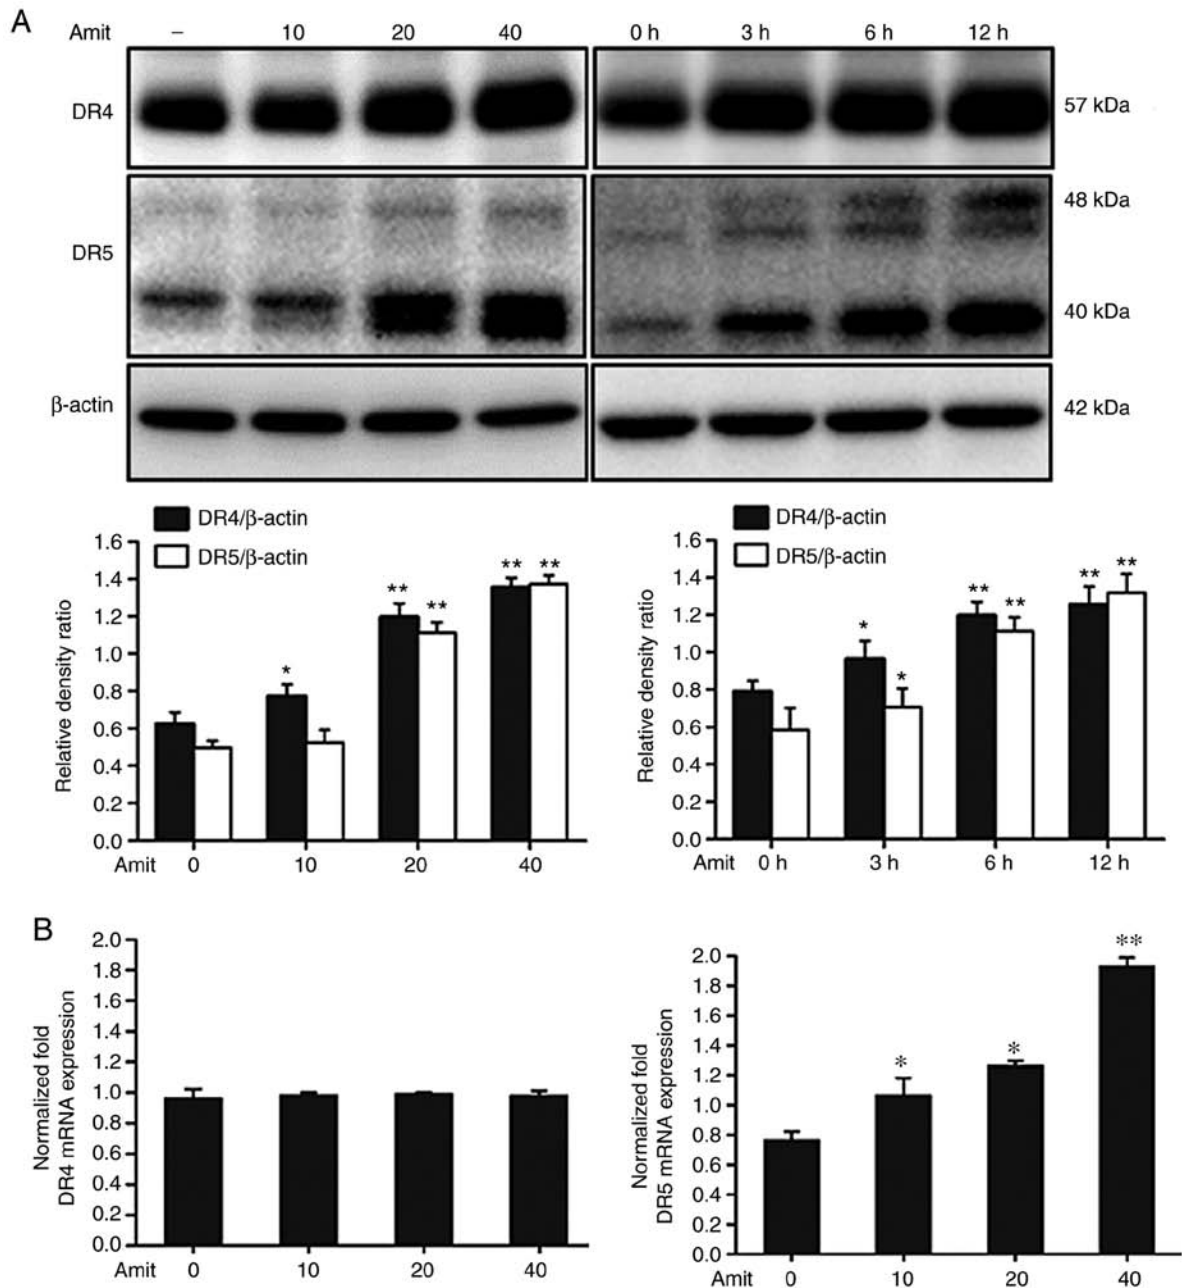 A
Amit – 10 20 40 0 h 3 h 6 h 12 h
DR4 57 kDa
48 kDa
DR5
40 kDa
β-actin 42 kDa
DR4/β-actin
DR5/β-actin
Relative density ratio
1.6
1.4
1.2
1.0
0.8
0.6
0.4
0.2
0.0
*
** **
** **
Amit 0 10 20 40
DR4/β-actin
DR5/β-actin
Relative density ratio
1.6
1.4
1.2
1.0
0.8
0.6
0.4
0.2
0.0
* *
** **
** **
Amit 0 h 3 h 6 h 12 h
B
Normalized fold
DR4 mRNA expression
2.0
1.8
1.6
1.4
1.2
1.0
0.8
0.6
0.4
0.2
0.0
Amit 0 10 20 40
Normalized fold
DR5 mRNA expression
2.0
1.8
1.6
1.4
1.2
1.0
0.8
0.6
0.4
0.2
0.0
*
*
**
Amit 0 10 20 40